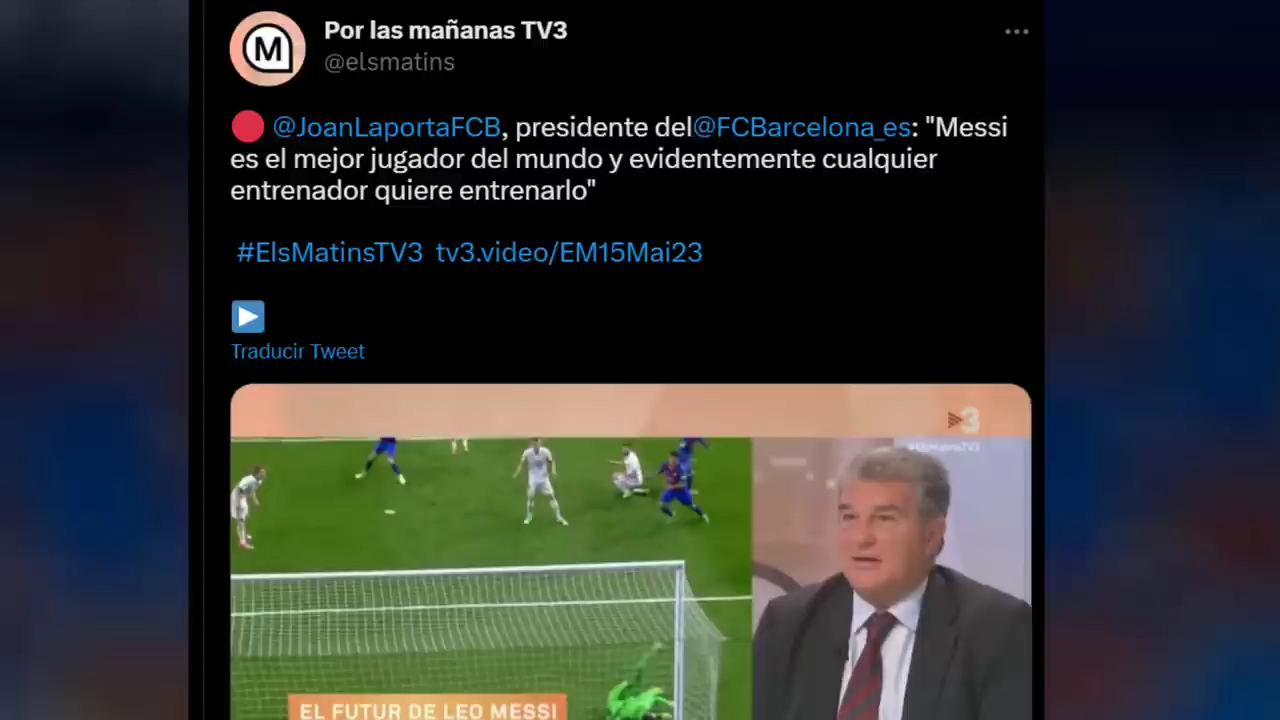 M
Por las mañanas TV3
@elsmatins
@JoanLaportaFCB, presidente del@FCBarcelona_es: "Messi
es el mejor jugador del mundo y evidentemente cualquier
entrenador quiere entrenarlo"
#ElsMatinsTV3 tv3.video/EM15Mai23
Traducir Tweet
3
#ElsMatinsTV3
EL FUTUR DE LEO MESSI